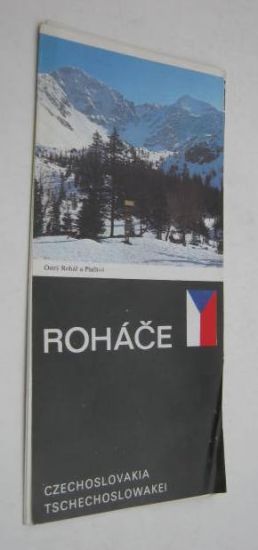 Ostrý Roháč a Plačlivé
ROHÁČE
CZECHOSLOVAKIA
TSCHECHOSLOWAKEI